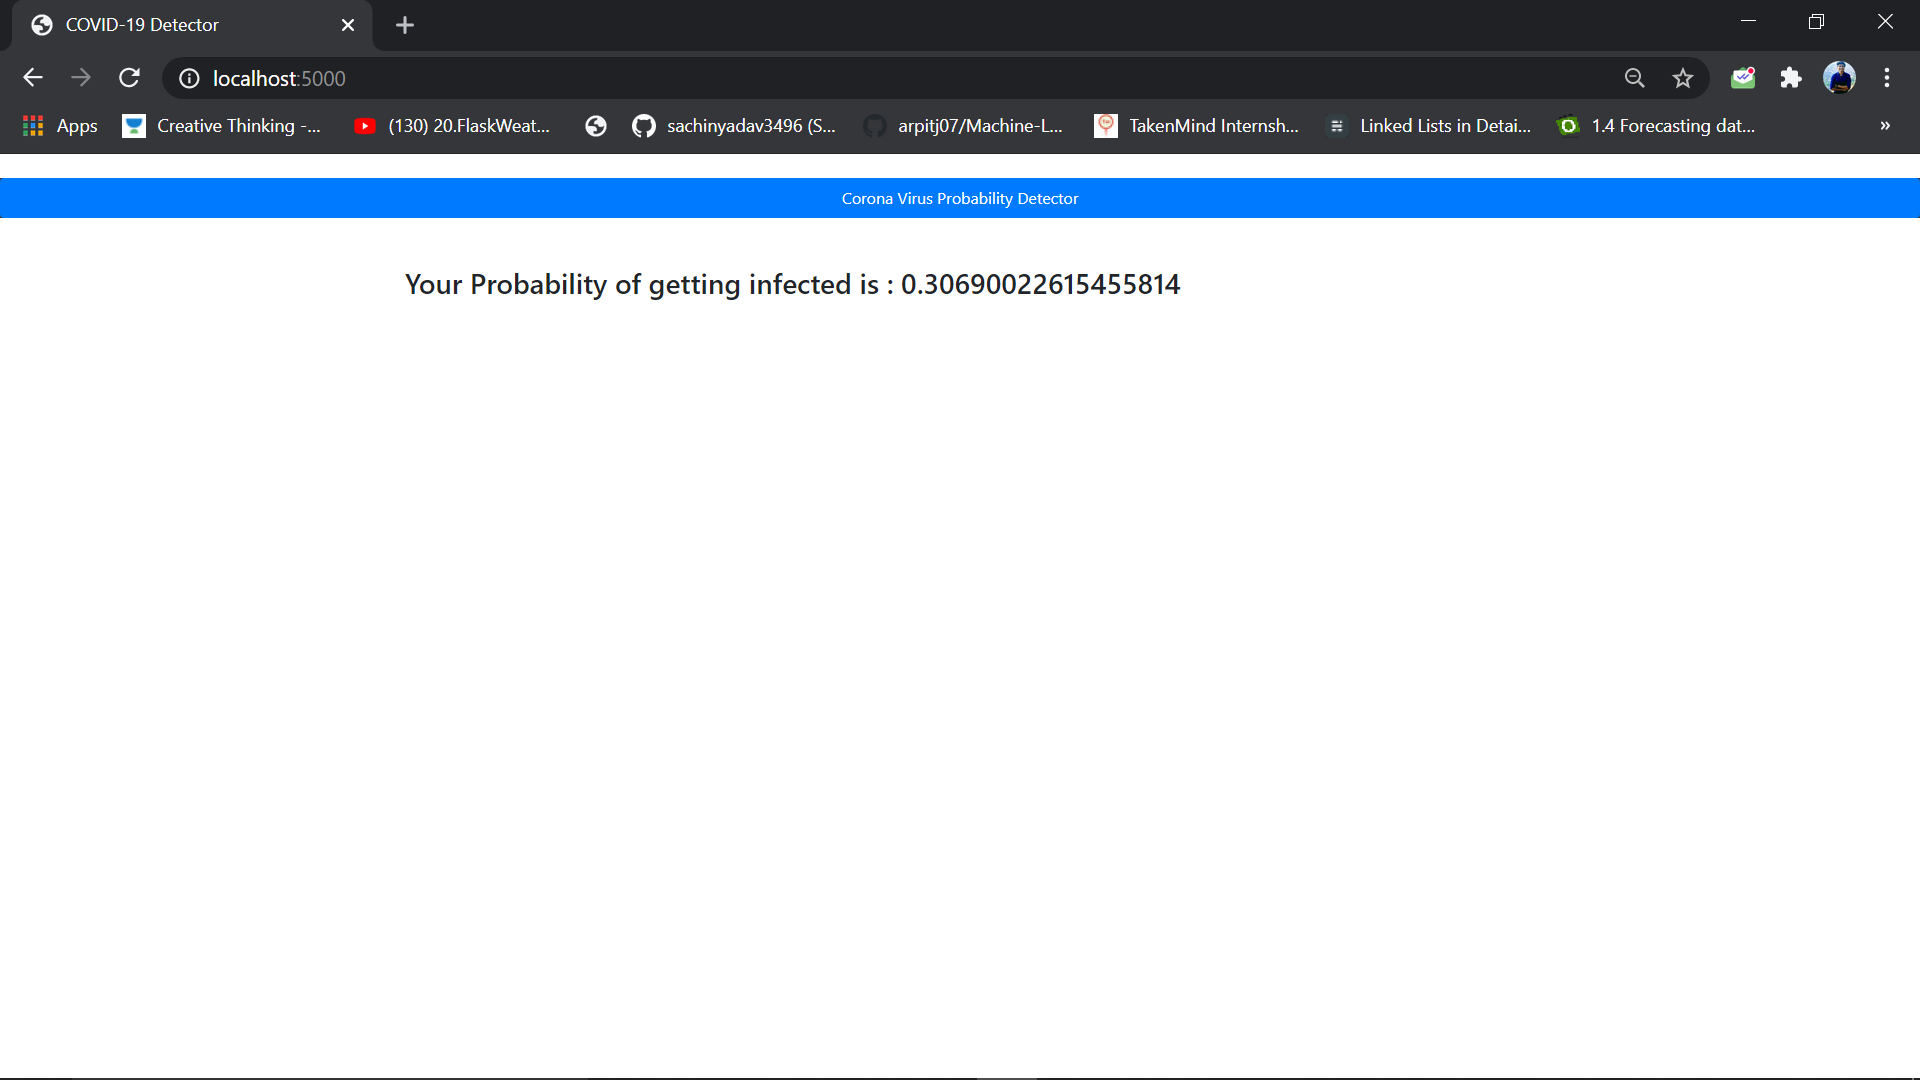 COVID-19 Detector
localhost:5000
Apps
Creative Thinking -...
(130) 20.FlaskWeat...
sachinyadav3496 (S...
arpitj07/Machine-L...
TakenMind Internsh...
Linked Lists in Detai...
1.4 Forecasting dat...
»
Corona Virus Probability Detector
Your Probability of getting infected is : 0.30690022615455814